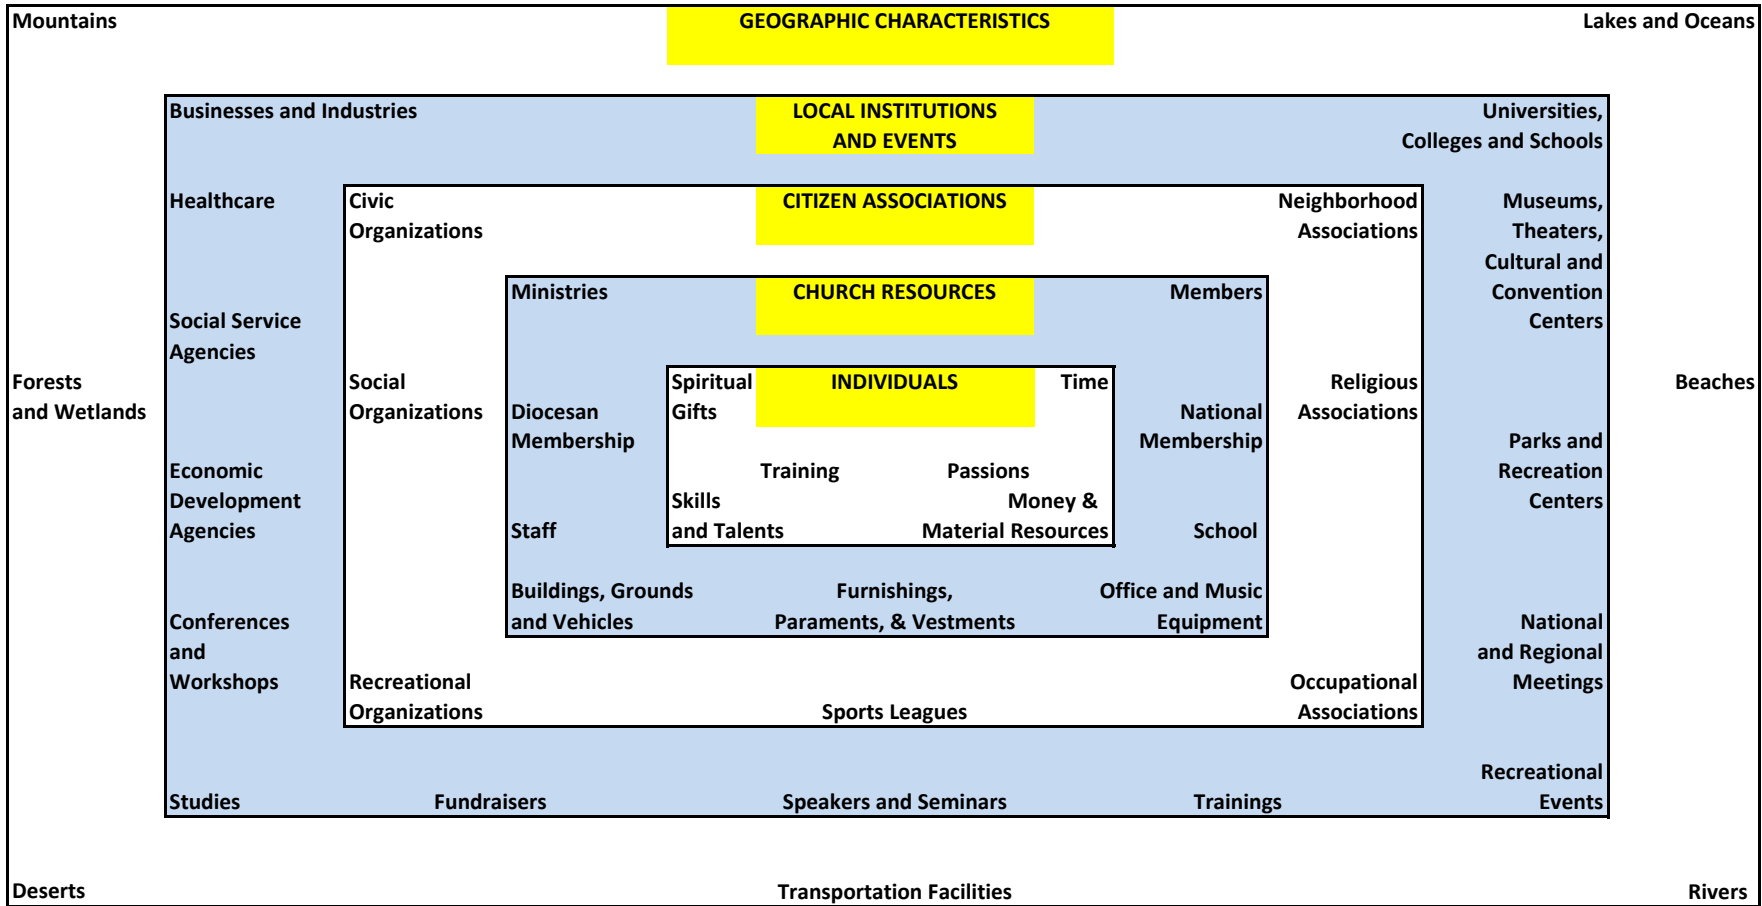 Mountains
GEOGRAPHIC CHARACTERISTICS
Lakes and Oceans
Businesses and Industries
LOCAL INSTITUTIONS
AND EVENTS
Universities,
Colleges and Schools
Healthcare
Civic
Organizations
CITIZEN ASSOCIATIONS
Neighborhood
Associations
Museums,
Theaters,
Cultural and
Convention
Centers
Ministries
CHURCH RESOURCES
Members
Social Service
Agencies
Forests
and Wetlands
Social
Organizations
Diocesan
Membership
Spiritual
Gifts
INDIVIDUALS
Time
National
Membership
Religious
Associations
Beaches
Economic
Development
Agencies
Training
Passions
Skills
and Talents
Money &
Material Resources
Staff
School
Parks and
Recreation
Centers
Buildings, Grounds
and Vehicles
Furnishings,
Paraments, & Vestments
Office and Music
Equipment
Conferences
and
Workshops
National
and Regional
Meetings
Recreational
Organizations
Sports Leagues
Occupational
Associations
Studies
Fundraisers
Speakers and Seminars
Trainings
Recreational
Events
Deserts
Transportation Facilities
Rivers